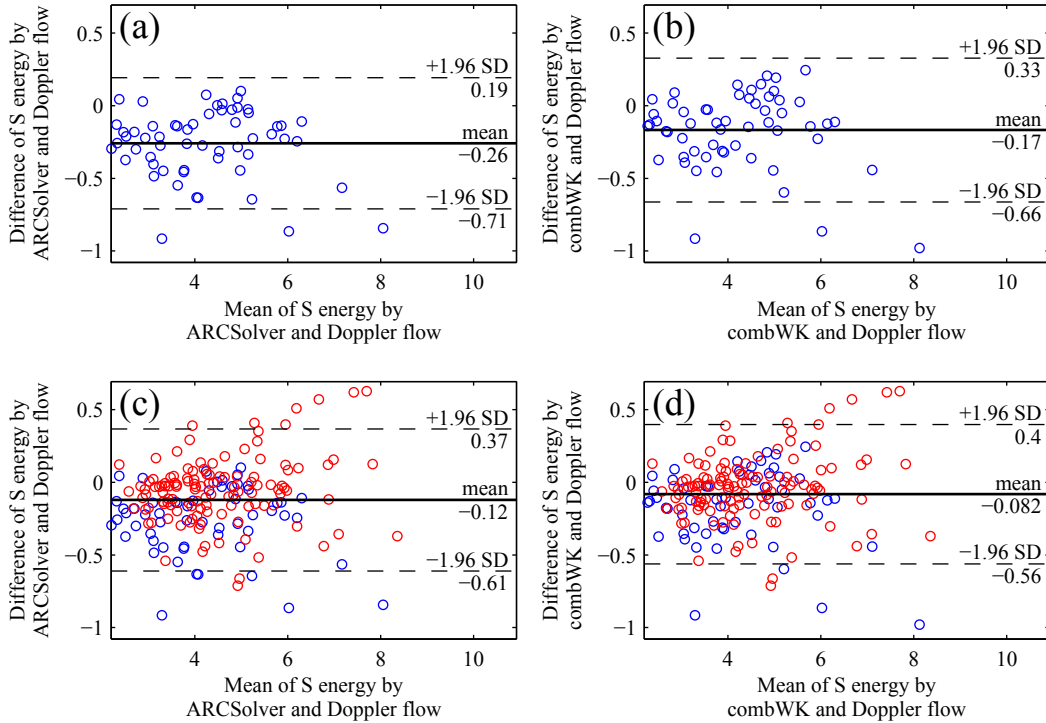 (a)
Difference of S energy by
ARCSolver and Doppler flow
0.5
0
−0.5
−1
+1.96 SD
0.19
mean
−0.26
−1.96 SD
−0.71
4
6
8
10
Mean of S energy by
ARCSolver and Doppler flow
(b)
Difference of S energy by
combWK and Doppler flow
0.5
0
−0.5
−1
+1.96 SD
0.33
mean
−0.17
−1.96 SD
−0.66
4
6
8
10
Mean of S energy by
combWK and Doppler flow
(c)
Difference of S energy by
ARCSolver and Doppler flow
0.5
0
−0.5
−1
+1.96 SD
0.37
mean
−0.12
−1.96 SD
−0.61
4
6
8
10
Mean of S energy by
ARCSolver and Doppler flow
(d)
Difference of S energy by
combWK and Doppler flow
0.5
0
−0.5
−1
+1.96 SD
0.4
mean
−0.082
−1.96 SD
−0.56
4
6
8
10
Mean of S energy by
combWK and Doppler flow